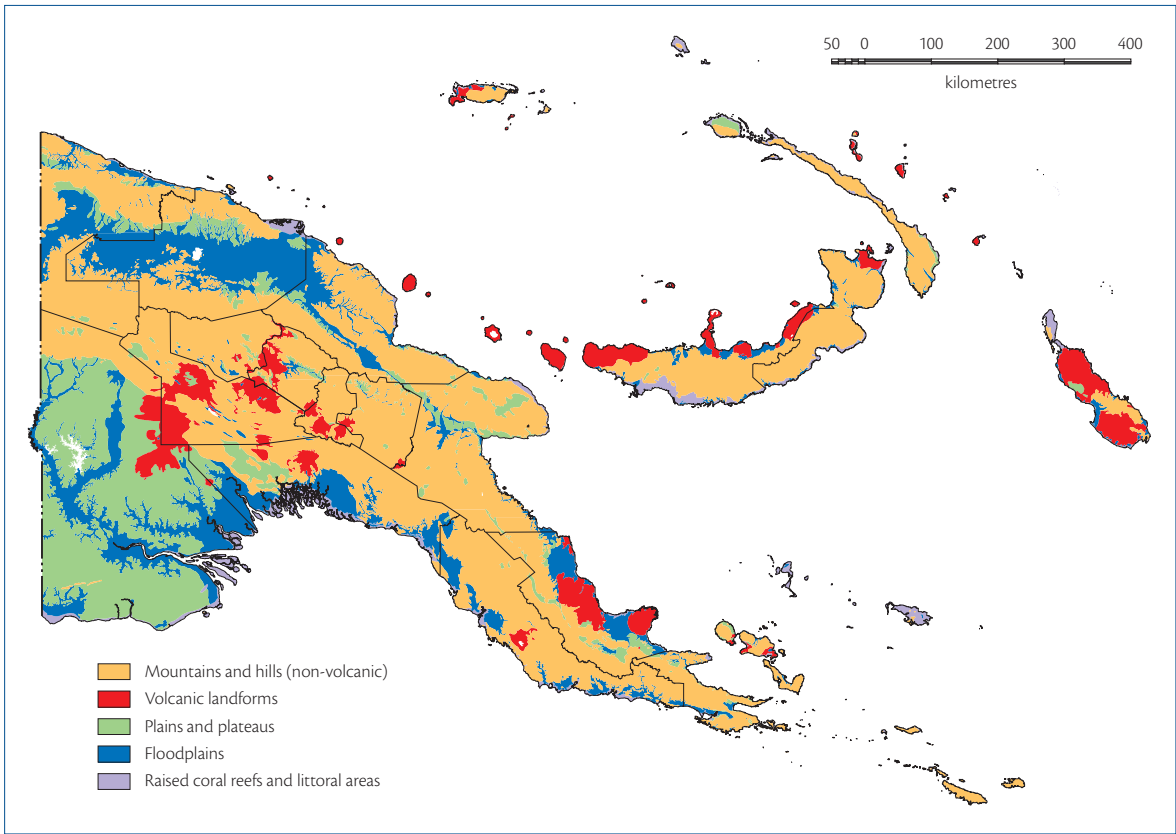 50 0 100 200 300 400
kilometres
Mountains and hills (non-volcanic)
Volcanic landforms
Plains and plateaus
Floodplains
Raised coral reefs and littoral areas